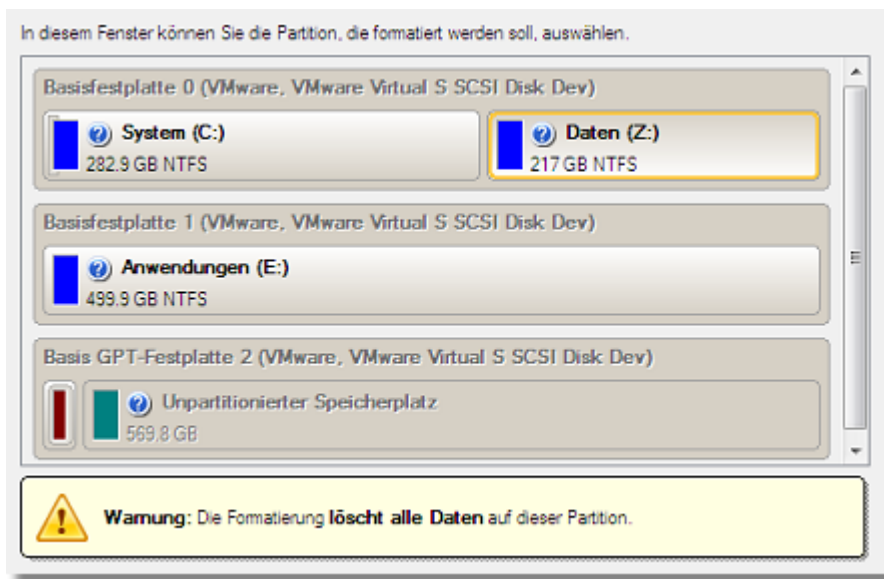 In diesem Fenster können Sie die Partition, die formatiert werden soll, auswählen.
Basisfestplatte 0 (VMware, VMware Virtual S SCSI Disk Dev)
System (C:)
282.9 GB NTFS
Daten (Z:)
217 GB NTFS
Basisfestplatte 1 (VMware, VMware Virtual S SCSI Disk Dev)
Anwendungen (E:)
499.9 GB NTFS
Basis GPT-Festplatte 2 (VMware, VMware Virtual S SCSI Disk Dev)
Unpartitionierter Speicherplatz
569.8 GB
Warnung: Die Formatierung löscht alle Daten auf dieser Partition.